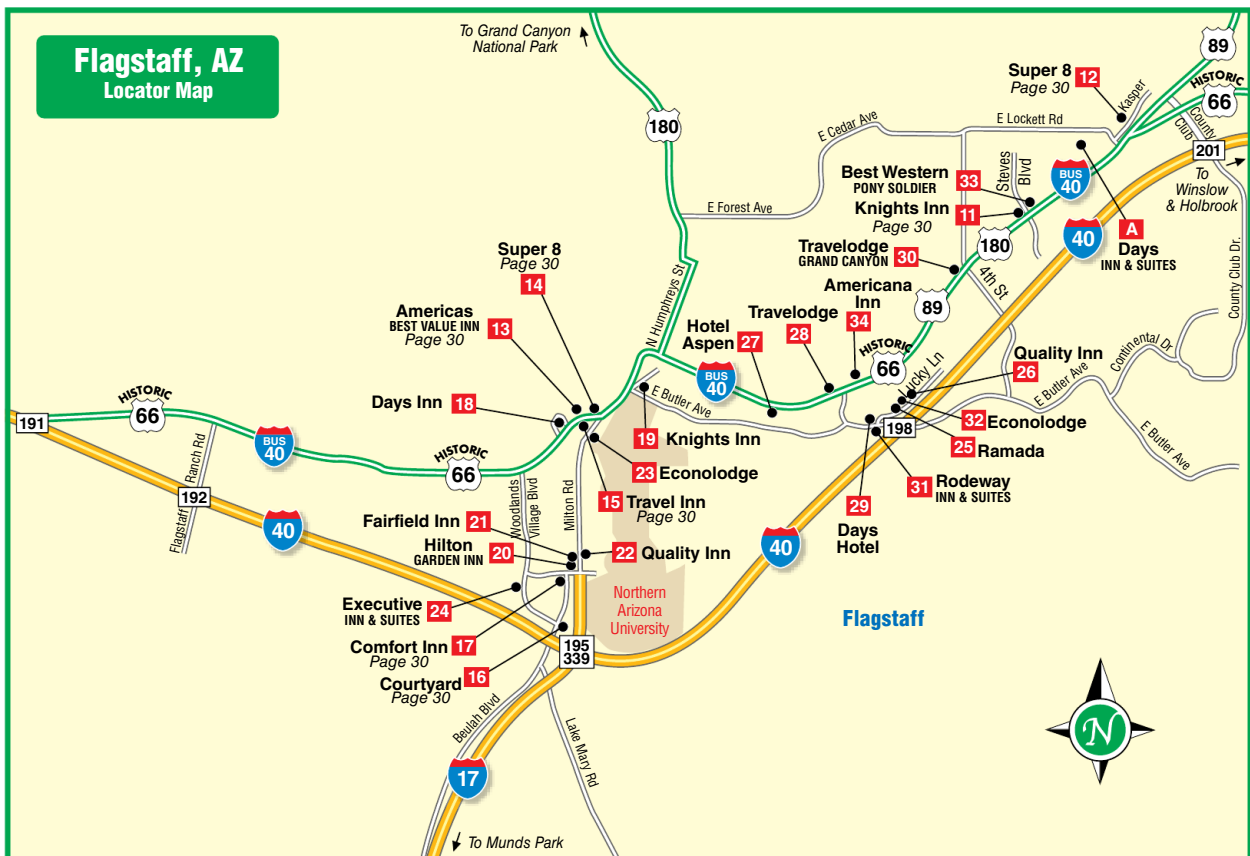 Flagstaff, AZ
Locator Map
To Grand Canyon
National Park
180
89
HISTORIC
66
Super 8 12
Page 30
Kasper
County
Club
E Lockett Rd
E Cedar Ave
201
To
Winslow
& Holbrook
BUS
40
Steves
Blvd
Best Western 33
PONY SOLDIER
Knights Inn 11
Page 30
E Forest Ave
A
Days
INN & SUITES
40
180
Travelodge 30
GRAND CANYON
4th St
County Club Dr.
Super 8
Page 30
14
N Humphreys St
Americana
Inn
34
89
Americas
BEST VALUE INN 13
Page 30
Travelodge
28
Hotel
Aspen 27
HISTORIC
66
BUS
40
Lucky Ln
Quality Inn
26
Continental Dr.
E Butler Ave
E Butler Ave
E Butler Ave
HISTORIC
66
191
BUS
40
Days Inn 18
19 Knights Inn
198
32 Econolodge
25 Ramada
Ranch Rd
Flagstaff
192
HISTORIC
66
23 Econolodge
31 Rodeway
INN & SUITES
15 Travel Inn
Page 30
29
Days
Hotel
Woodlands
Village Blvd
Milton Rd
40
40
Fairfield Inn 21
Hilton 20
GARDEN INN
22 Quality Inn
Executive 24
INN & SUITES
Northern
Arizona
University
Flagstaff
Comfort Inn 17
Page 30
195
339
Courtyard 16
Page 30
Beulah Blvd
Lake Mary Rd
N
17
To Munds Park